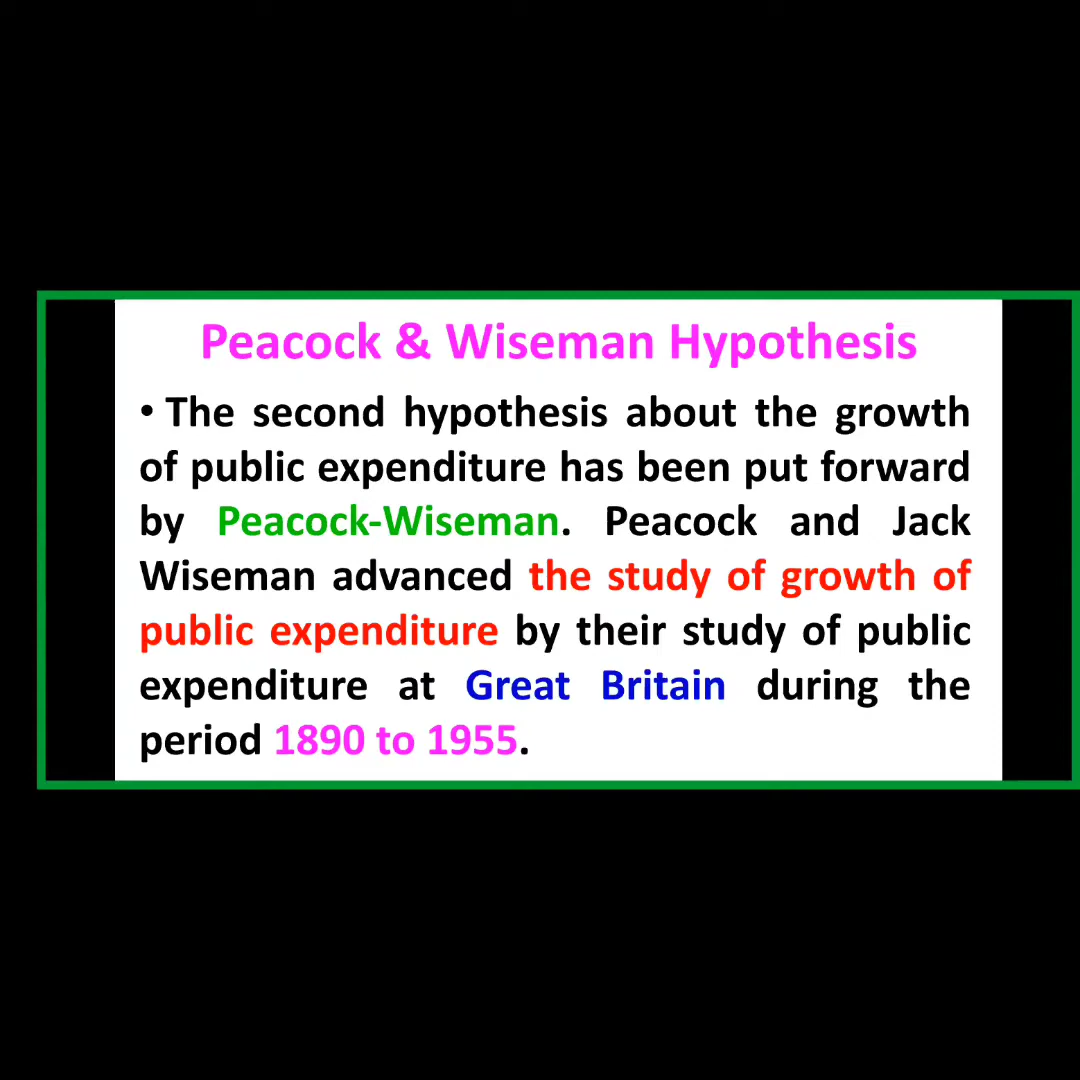 Peacock & Wiseman Hypothesis
• The second hypothesis about the growth
of public expenditure has been put forward
by Peacock-Wiseman. Peacock and Jack
Wiseman advanced the study of growth of
public expenditure by their study of public
expenditure at Great Britain during the
period 1890 to 1955.